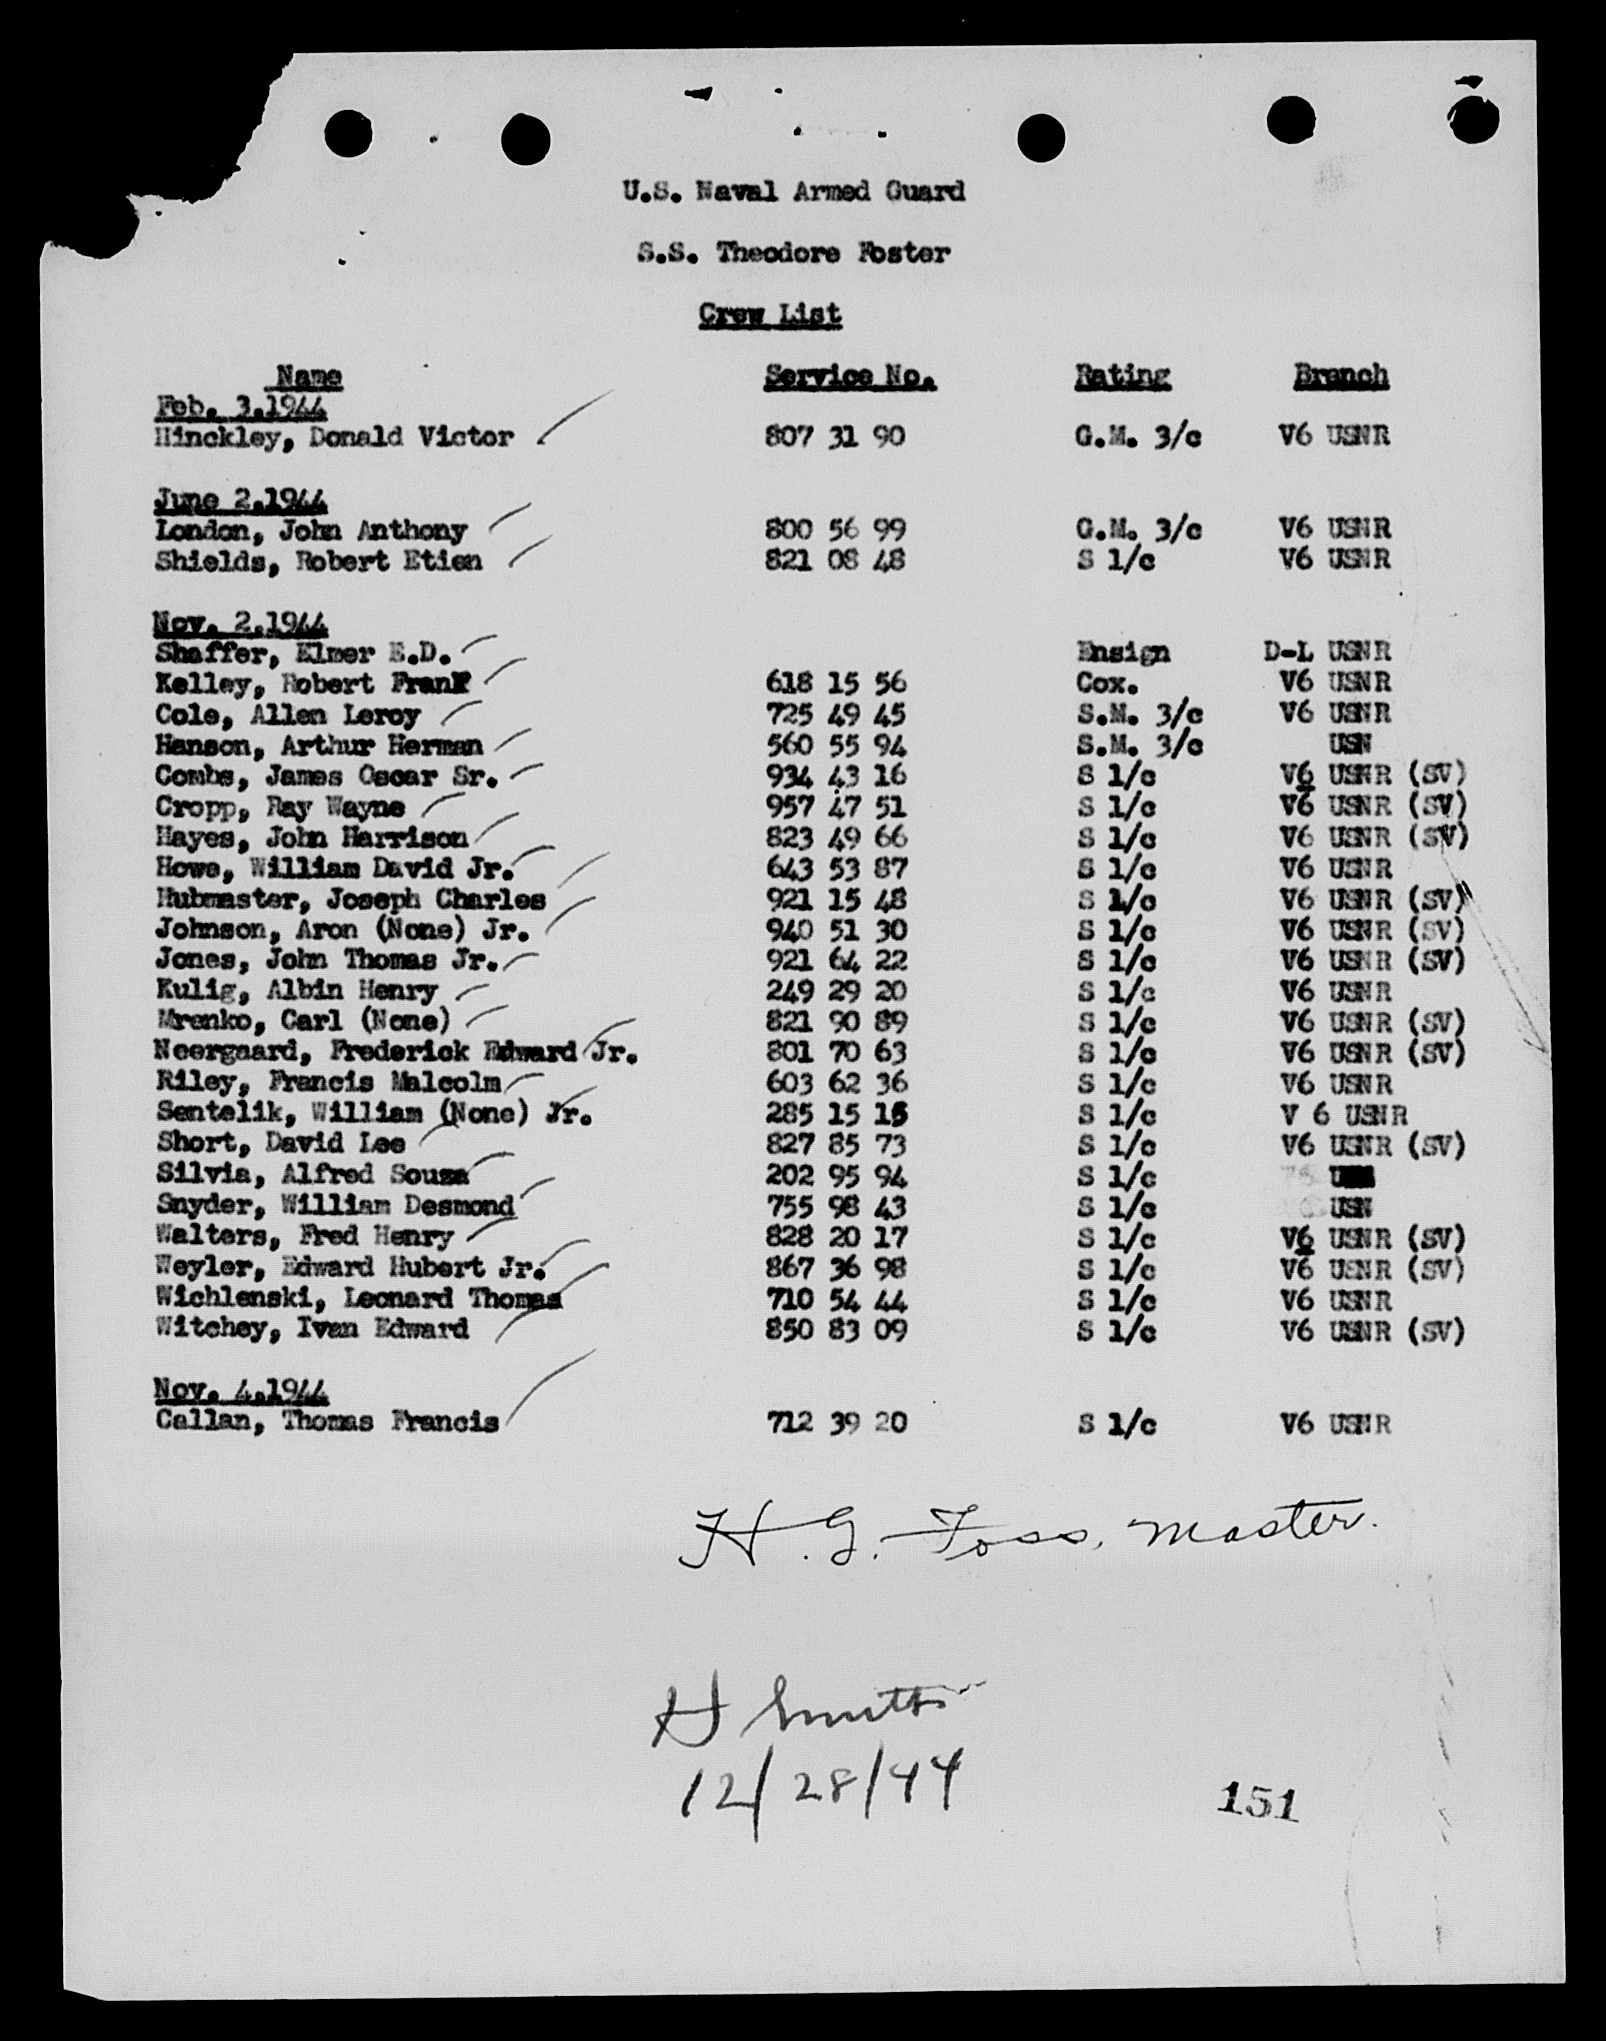 U.S. Naval Armed Guard
S.S. Theodore Foster
Crew List
Name Service No. Rating Branch
Feb. 3.1944
Hinckley, Donald Victor 807 31 90 G.M. 3/c V6 USNR
June 2.1944
London, John Anthony 800 56 99 G.M. 3/c V6 USNR
Shields, Robert Etien 821 08 48 S 1/c V6 USNR
Nov. 2.1944
Shaffer, Elmer E.D. Ensign D-L USNR
Kelley, Robert Frank 618 15 56 Cox. V6 USNR
Cole, Allen Leroy 725 49 45 S.M. 3/c V6 USNR
Hanson, Arthur Herman 560 55 94 S.M. 3/c USN
Combs, James Oscar Sr. 934 43 16 S 1/c V6 USNR (SV)
Cropp, Ray Wayne 957 47 51 S 1/c V6 USNR (SV)
Hayes, John Harrison 823 49 66 S 1/c V6 USNR (SV)
Howe, William David Jr. 643 53 87 S 1/c V6 USNR
Hubmaster, Joseph Charles 921 15 48 S 1/c V6 USNR (SV)
Johnson, Aron (None) Jr. 940 51 30 S 1/c V6 USNR (SV)
Jones, John Thomas Jr. 921 64 22 S 1/c V6 USNR (SV)
Kulig, Albin Henry 249 29 20 S 1/c V6 USNR
Mrenko, Carl (None) 821 90 89 S 1/c V6 USNR (SV)
Neergaard, Frederick Edward Jr. 801 70 63 S 1/c V6 USNR (SV)
Riley, Francis Malcolm 603 62 36 S 1/c V6 USNR
Sentelik, William (None) Jr. 285 15 15 S 1/c V 6 USNR
Short, David Lee 827 85 73 S 1/c V6 USNR (SV)
Silvia, Alfred Souza 202 95 94 S 1/c
Snyder, William Desmond 755 98 43 S 1/c USN
Walters, Fred Henry 828 20 17 S 1/c V6 USNR (SV)
Weyler, Edward Hubert Jr. 867 36 98 S 1/c V6 USNR (SV)
Wichlenski, Leonard Thomas 710 54 44 S 1/c V6 USNR
Witchey, Ivan Edward 850 83 09 S 1/c V6 USNR (SV)
Nov. 4.1944
Callan, Thomas Francis 712 39 20 S 1/c V6 USNR
H. G. Foss, Master.
H Smith
12/28/44
151